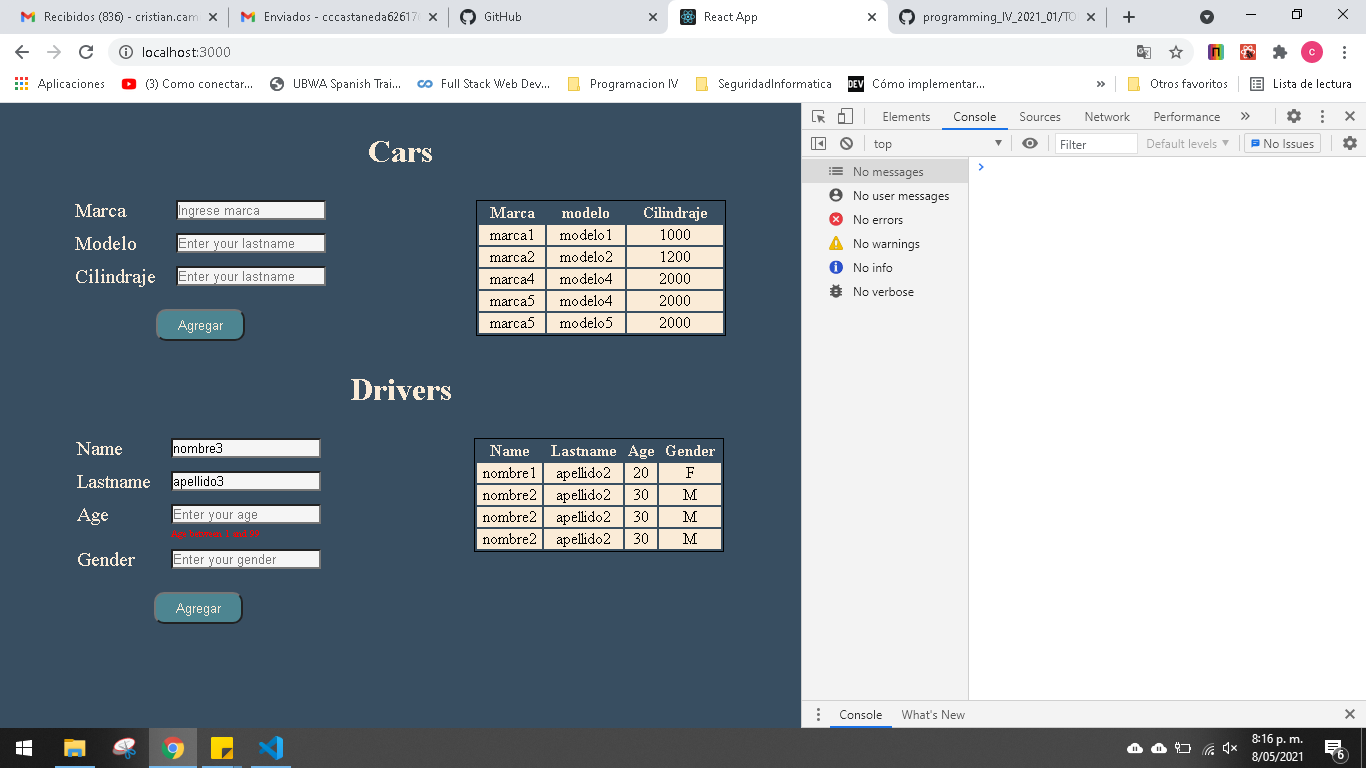 Recibidos (836) - cristian.cam
Enviados - cccastaneda62617
GitHub
React App
programming_IV_2021_01/TO
localhost:3000
c
Aplicaciones
(3) Como conectar...
UBWA Spanish Trai...
Full Stack Web Dev...
Programacion IV
SeguridadInformatica
DEV
Cómo implementar...
»
Otros favoritos
Lista de lectura
Cars
Marca
Ingrese marca
Modelo
Enter your lastname
Cilindraje
Enter your lastname
Agregar
Marca modelo Cilindraje
marca1 modelo1 1000
marca2 modelo2 1200
marca4 modelo4 2000
marca5 modelo4 2000
marca5 modelo5 2000
Drivers
Name
nombre3
Lastname
apellido3
Age
Enter your age
Gender
Enter your gender
Agregar
Name Lastname Age Gender
nombre1 apellido2 20 F
nombre2 apellido2 30 M
nombre2 apellido2 30 M
nombre2 apellido2 30 M
Elements Console Sources Network Performance »
top
Filter
Default levels
No Issues
No messages
No user messages
No errors
No warnings
No info
No verbose
Console
What's New
8:16 p. m.
8/05/2021
6